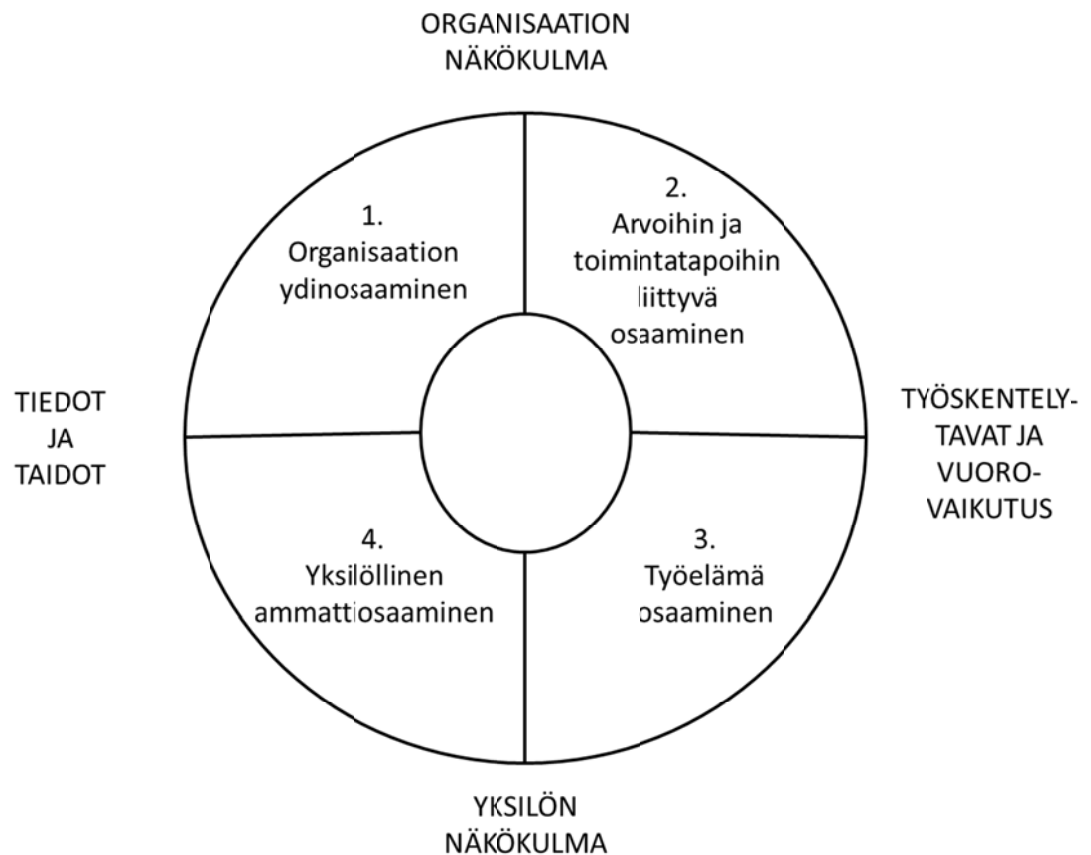 ORGANISAATION
NÄKÖKULMA
1.
Organisaation
ydinosaaminen
2.
Arvoihin ja
toimintatapoihin
liittyvä
osaaminen
TIEDOT
JA
TAIDOT
TYÖSKENTELY-
TAVAT JA
VUORO-
VAIKUTUS
4.
Yksilöllinen
ammattiosaaminen
3.
Työelämä
osaaminen
YKSILÖN
NÄKÖKULMA